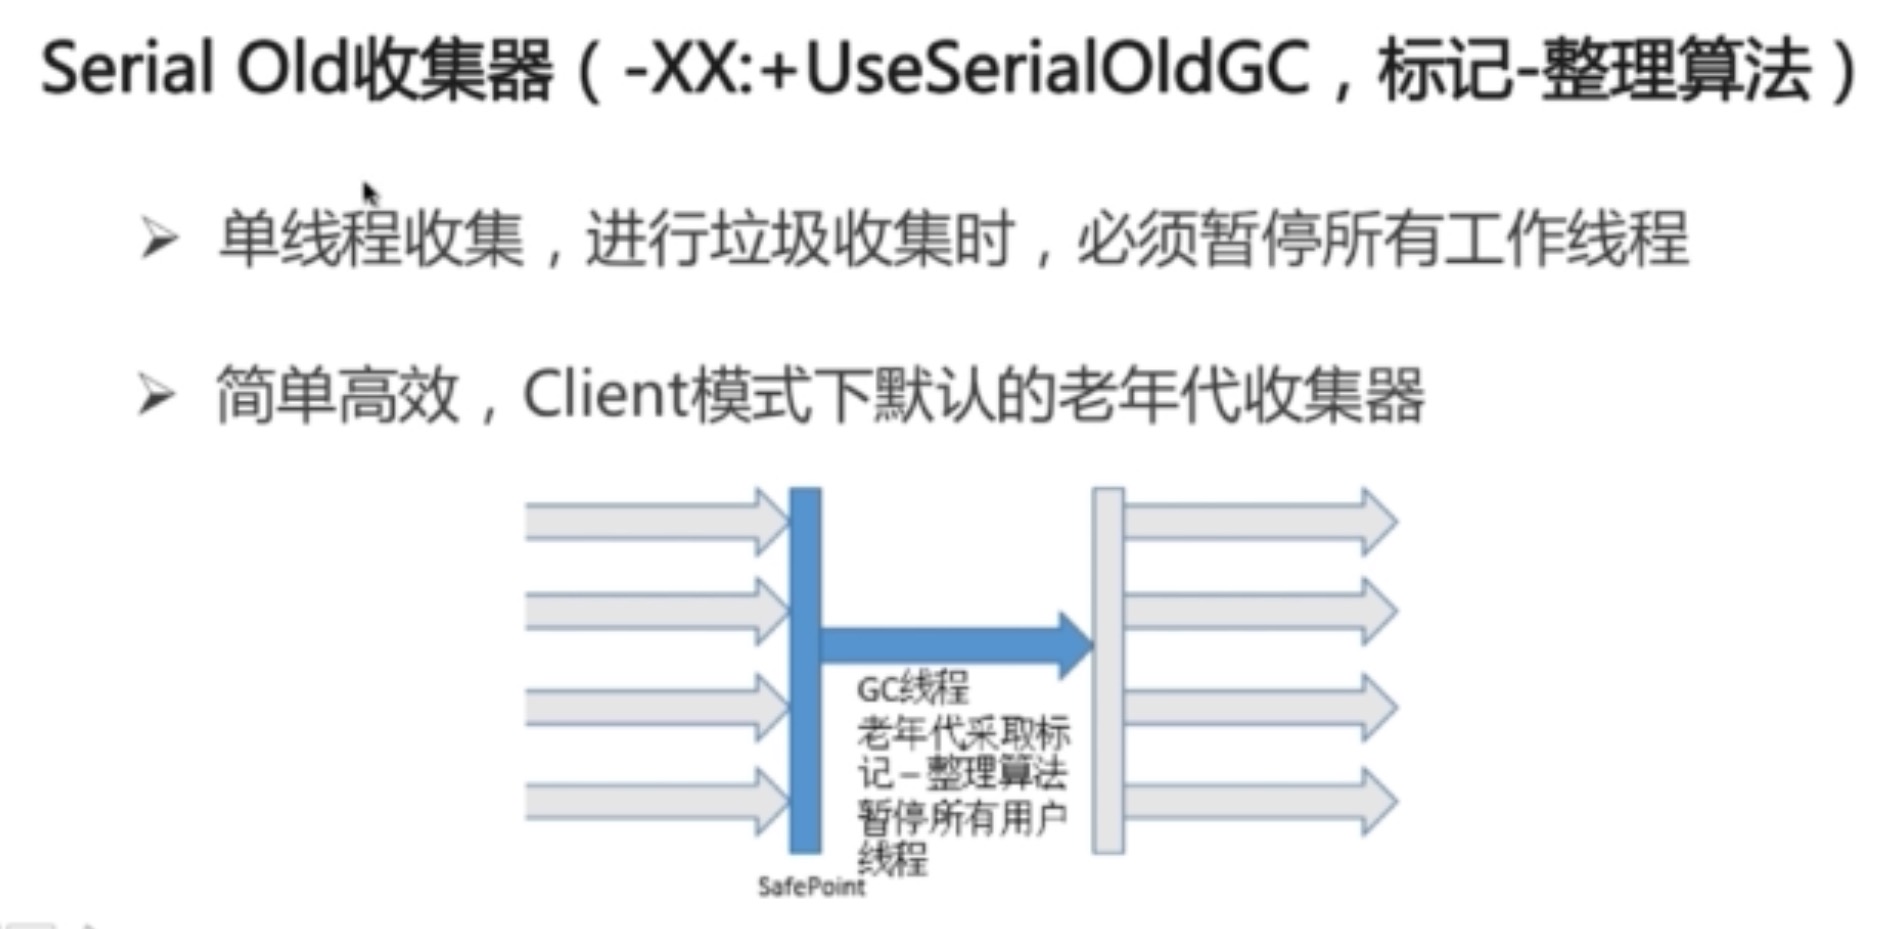 Serial Old收集器（-XX:+UseSerialOldGC，标记-整理算法）
单线程收集，进行垃圾收集时，必须暂停所有工作线程
简单高效，Client模式下默认的老年代收集器
GC线程
老年代采取标
记–整理算法
暂停所有用户
线程
SafePoint